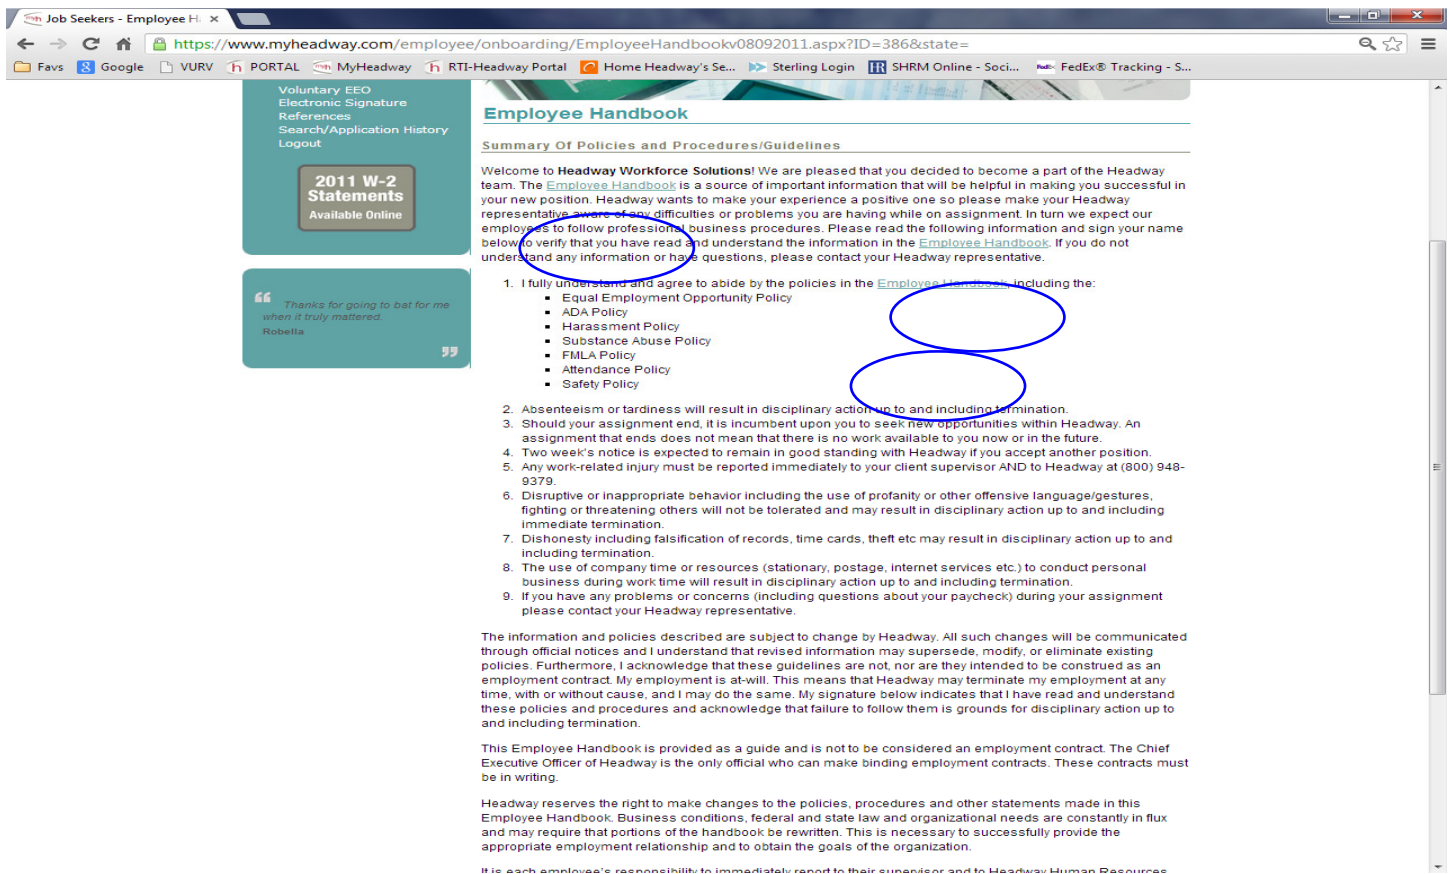 Job Seekers - Employee H
https://www.myheadway.com/employee/onboarding/EmployeeHandbookv08092011.aspx?ID=386&state=
Favs Google VURV PORTAL MyHeadway RTI-Headway Portal Home Headway's Se... Sterling Login SHRM Online - Soci... FedEx® Tracking - S...
Voluntary EEO
Electronic Signature
References
Search/Application History
Logout
2011 W-2
Statements
Available Online
Thanks for going to bat for me
when it truly mattered.
Robella
Employee Handbook
Summary Of Policies and Procedures/Guidelines
Welcome to Headway Workforce Solutions! We are pleased that you decided to become a part of the Headway
team. The Employee Handbook is a source of important information that will be helpful in making you successful in
your new position. Headway wants to make your experience a positive one so please make your Headway
representative aware of any difficulties or problems you are having while on assignment. In turn we expect our
employees to follow professional business procedures. Please read the following information and sign your name
below to verify that you have read and understand the information in the Employee Handbook. If you do not
understand any information or have questions, please contact your Headway representative.
1. I fully understand and agree to abide by the policies in the Employee Handbook, including the:
Equal Employment Opportunity Policy
ADA Policy
Harassment Policy
Substance Abuse Policy
FMLA Policy
Attendance Policy
Safety Policy
2. Absenteeism or tardiness will result in disciplinary action up to and including termination.
3. Should your assignment end, it is incumbent upon you to seek new opportunities within Headway. An
assignment that ends does not mean that there is no work available to you now or in the future.
4. Two week's notice is expected to remain in good standing with Headway if you accept another position.
5. Any work-related injury must be reported immediately to your client supervisor AND to Headway at (800) 948-
9379.
6. Disruptive or inappropriate behavior including the use of profanity or other offensive language/gestures,
fighting or threatening others will not be tolerated and may result in disciplinary action up to and including
immediate termination.
7. Dishonesty including falsification of records, time cards, theft etc may result in disciplinary action up to and
including termination.
8. The use of company time or resources (stationary, postage, internet services etc.) to conduct personal
business during work time will result in disciplinary action up to and including termination.
9. If you have any problems or concerns (including questions about your paycheck) during your assignment
please contact your Headway representative.
The information and policies described are subject to change by Headway. All such changes will be communicated
through official notices and I understand that revised information may supersede, modify, or eliminate existing
policies. Furthermore, I acknowledge that these guidelines are not, nor are they intended to be construed as an
employment contract. My employment is at-will. This means that Headway may terminate my employment at any
time, with or without cause, and I may do the same. My signature below indicates that I have read and understand
these policies and procedures and acknowledge that failure to follow them is grounds for disciplinary action up to
and including termination.
This Employee Handbook is provided as a guide and is not to be considered an employment contract. The Chief
Executive Officer of Headway is the only official who can make binding employment contracts. These contracts must
be in writing.
Headway reserves the right to make changes to the policies, procedures and other statements made in this
Employee Handbook. Business conditions, federal and state law and organizational needs are constantly in flux
and may require that portions of the handbook be rewritten. This is necessary to successfully provide the
appropriate employment relationship and to obtain the goals of the organization.
It is each employee's responsibility to immediately report to their supervisor and to Headway Human Resources